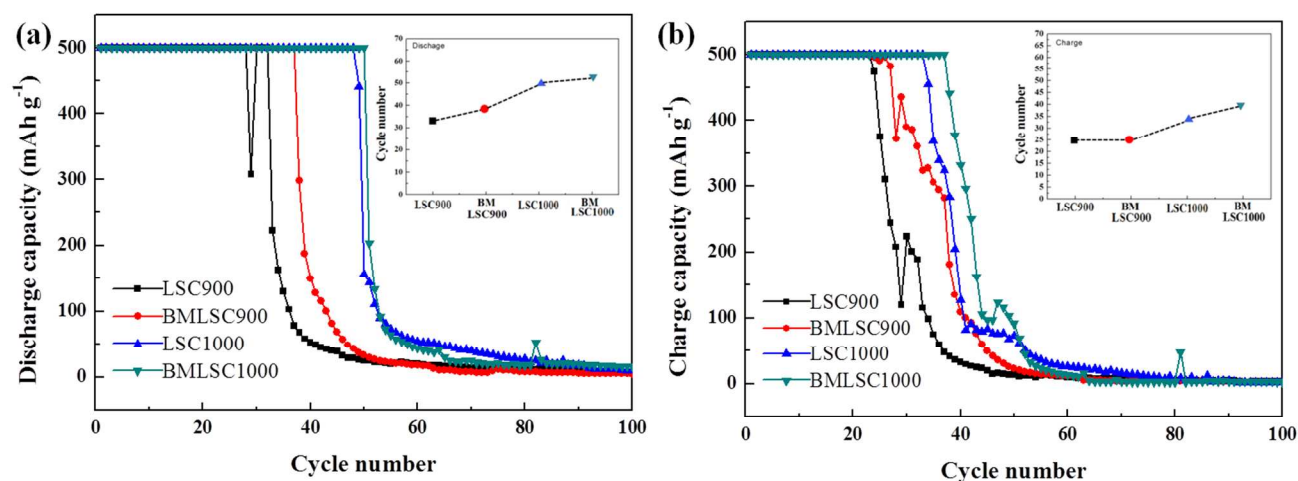 (a)
Discharge capacity (mAh g⁻¹)
500
400
300
200
100
0
0 20 40 60 80 100
Cycle number
LSC900
BMLSC900
LSC1000
BMLSC1000
Dischage
Cycle number
70
60
50
40
30
20
10
0
LSC900 BM LSC1000 BM
LSC900 LSC1000
(b)
Charge capacity (mAh g⁻¹)
500
400
300
200
100
0
0 20 40 60 80 100
Cycle number
LSC900
BMLSC900
LSC1000
BMLSC1000
Charge
Cycle number
70
65
60
55
50
45
40
35
30
25
20
15
10
5
0
LSC900 BM LSC1000 BM
LSC900 LSC1000